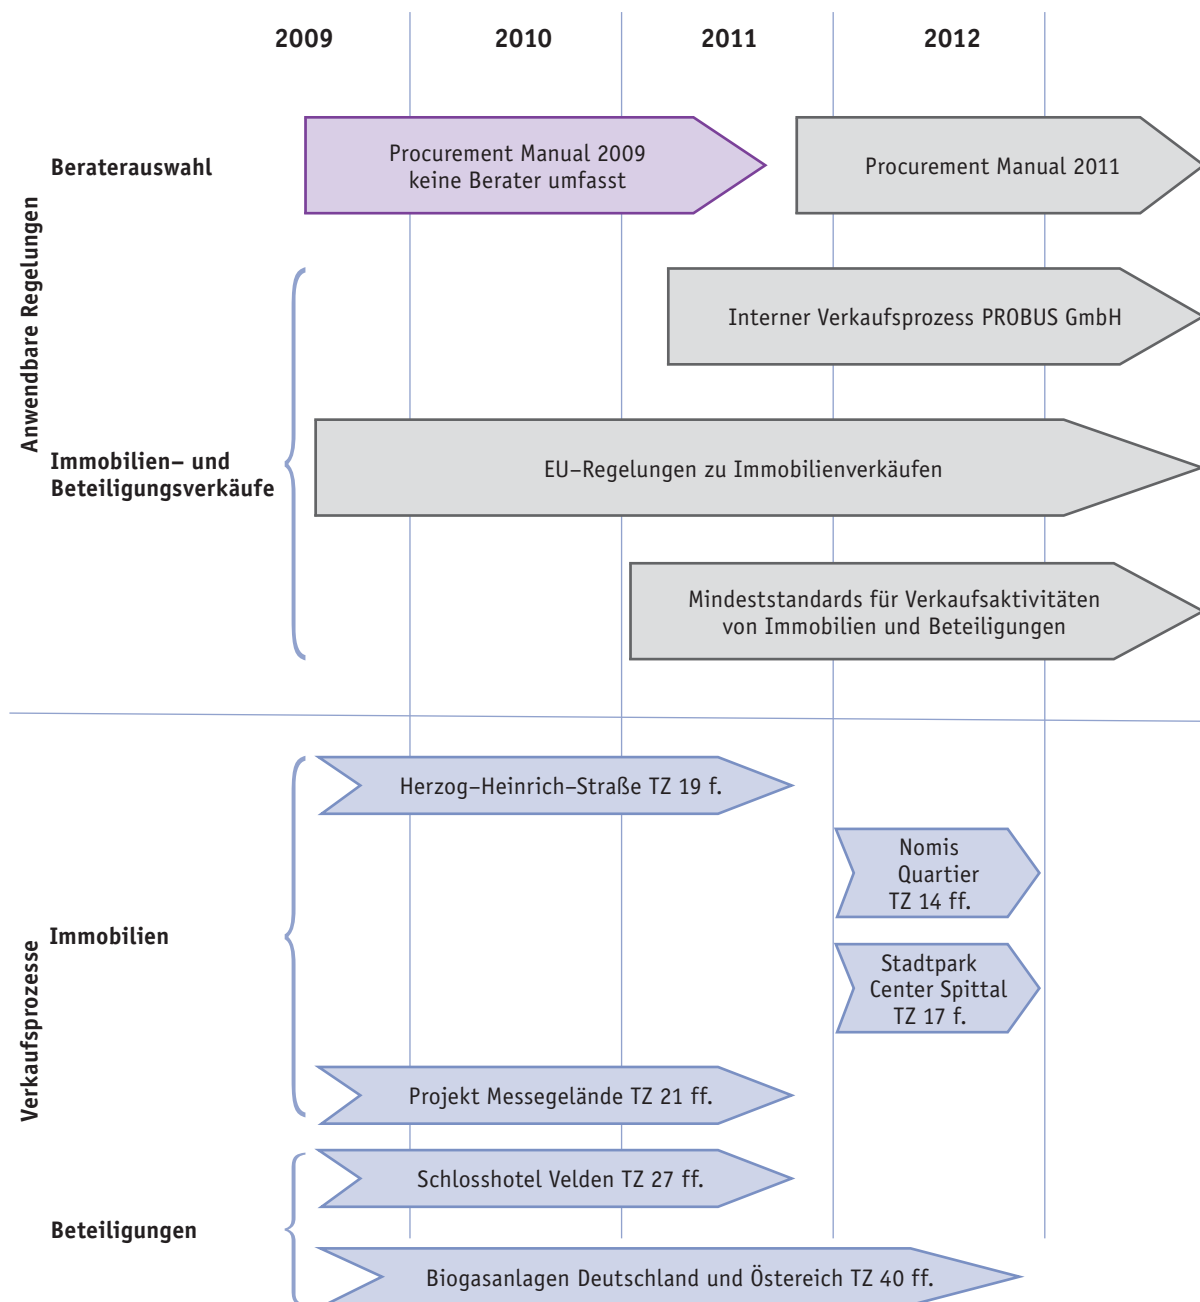 2009 2010 2011 2012
Anwendbare Regelungen
Beraterauswahl
Procurement Manual 2009
keine Berater umfasst
Procurement Manual 2011
Interner Verkaufsprozess PROBUS GmbH
Immobilien– und
Beteiligungsverkäufe
EU–Regelungen zu Immobilienverkäufen
Mindeststandards für Verkaufsaktivitäten
von Immobilien und Beteiligungen
Verkaufsprozesse
Immobilien
Herzog–Heinrich–Straße TZ 19 f.
Nomis
Quartier
TZ 14 ff.
Stadtpark
Center Spittal
TZ 17 f.
Projekt Messegelände TZ 21 ff.
Beteiligungen
Schlosshotel Velden TZ 27 ff.
Biogasanlagen Deutschland und Östereich TZ 40 ff.